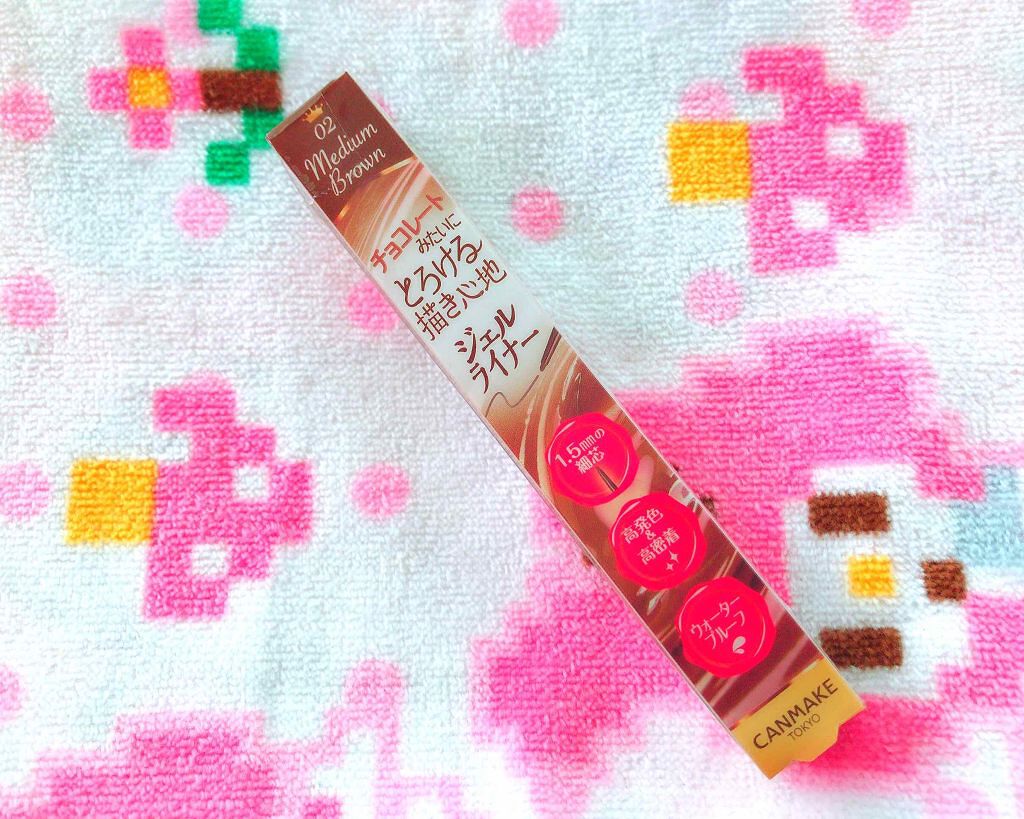 02
Medium
Brown
チョコレート
みたいに
とろける
描き心地
ジェル
ライナー
1.5mmの
細芯
高発色
&
高密着
ウォーター
プルーフ
CANMAKE
TOKYO